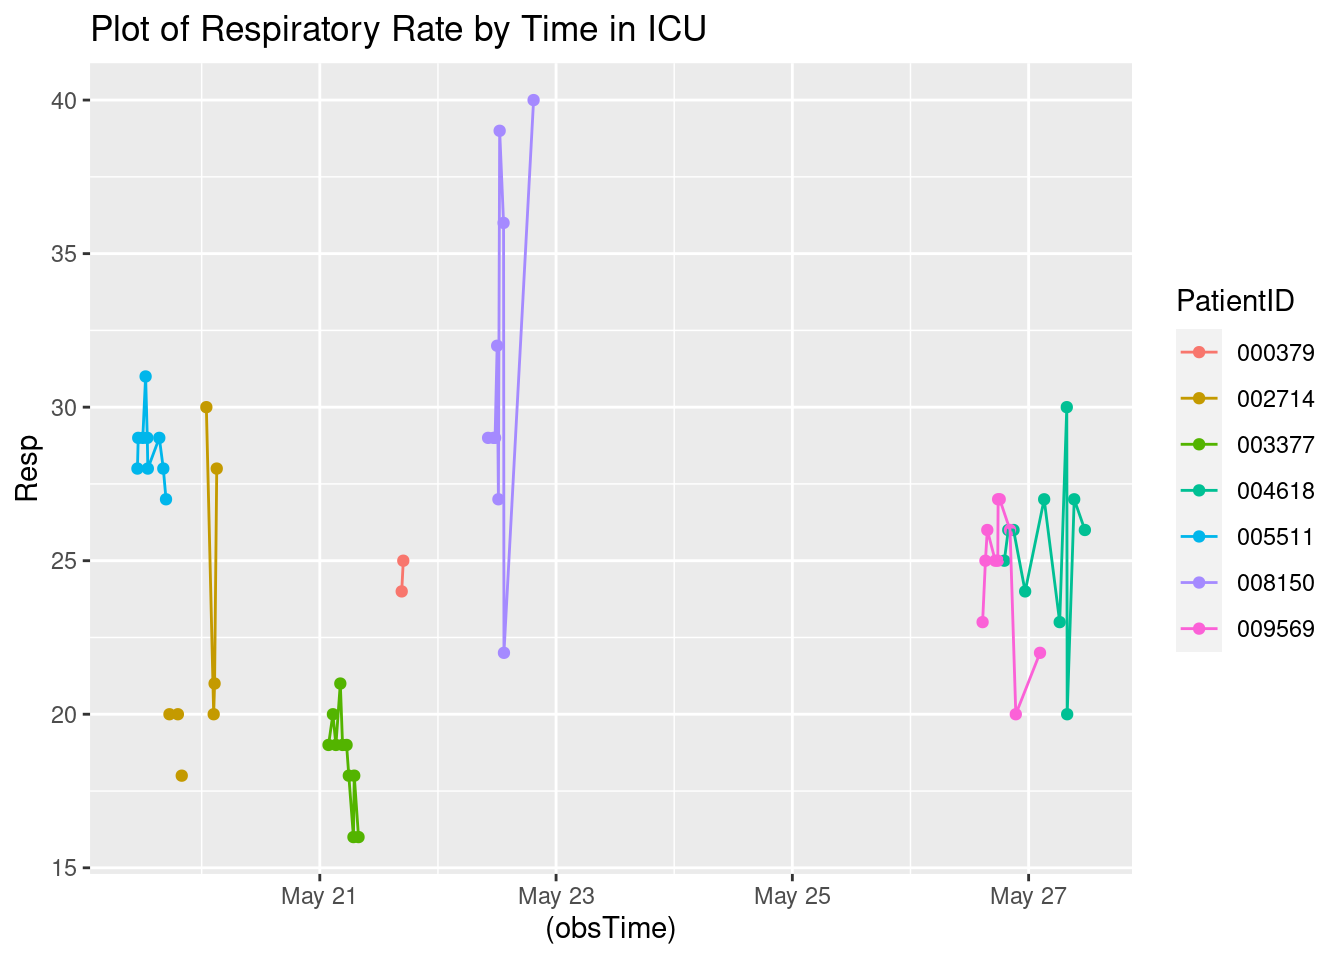 Plot of Respiratory Rate by Time in ICU
40
35
30
25
20
15
Resp
May 21
May 23
May 25
May 27
(obsTime)
PatientID
000379
002714
003377
004618
005511
008150
009569